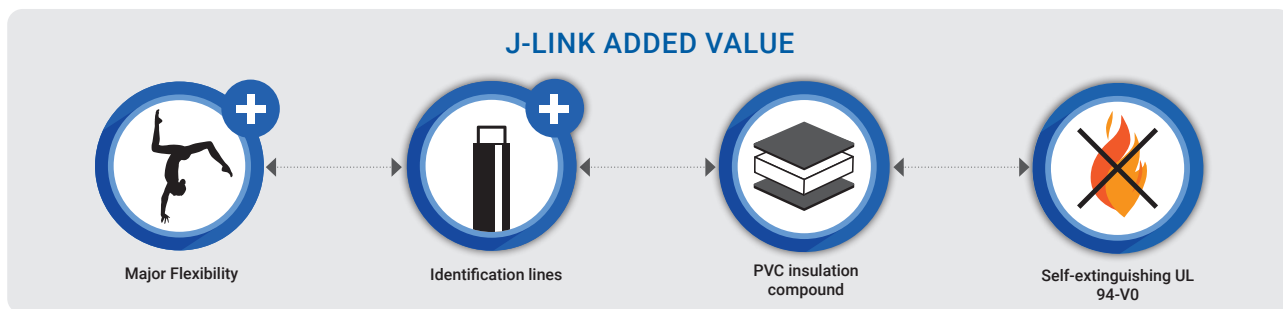 J-LINK ADDED VALUE
Major Flexibility
Identification lines
PVC insulation
compound
Self-extinguishing UL
94-V0